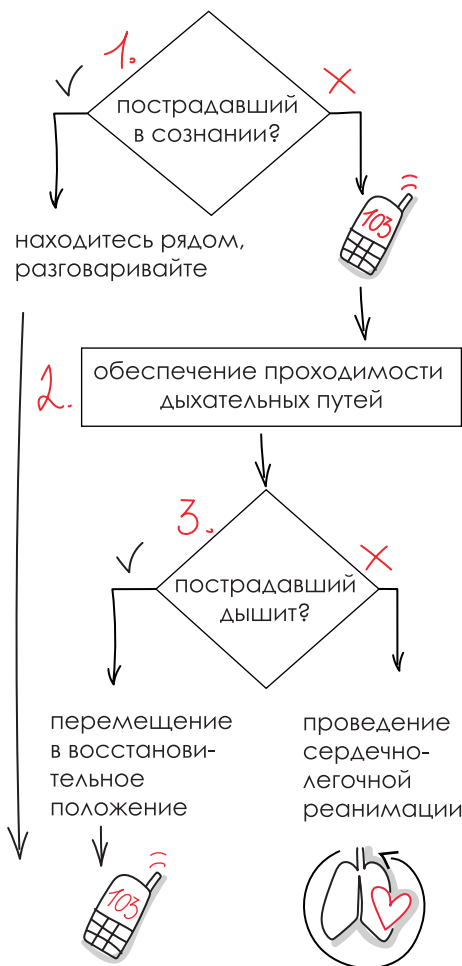 1.
пострадавший
в сознании?
103
находитесь рядом,
разговаривайте
2.
обеспечение проходимости
дыхательных путей
3.
пострадавший
дышит?
перемещение
в восстанови-
тельное
положение
проведение
сердечно-
легочной
реанимации
103